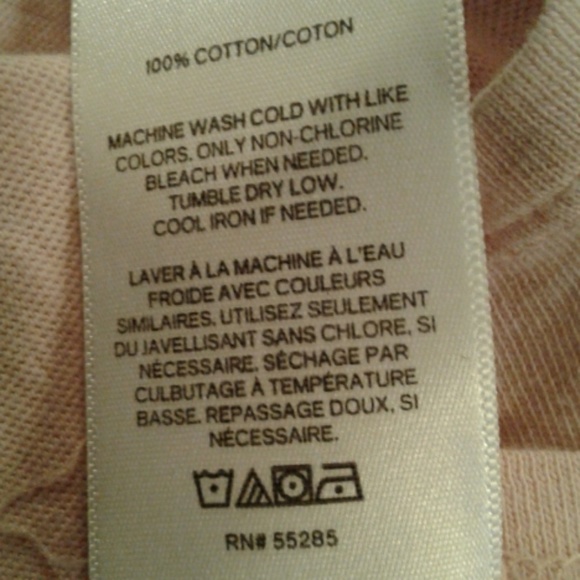 100% COTTON/COTON
MACHINE WASH COLD WITH LIKE
COLORS. ONLY NON-CHLORINE
BLEACH WHEN NEEDED.
TUMBLE DRY LOW.
COOL IRON IF NEEDED.
LAVER À LA MACHINE À L'EAU
FROIDE AVEC COULEURS
SIMILAIRES. UTILISEZ SEULEMENT
DU JAVELLISANT SANS CHLORE, SI
NÉCESSAIRE. SÉCHAGE PAR
CULBUTAGE À TEMPÉRATURE
BASSE. REPASSAGE DOUX, SI
NÉCESSAIRE.
RN# 55285